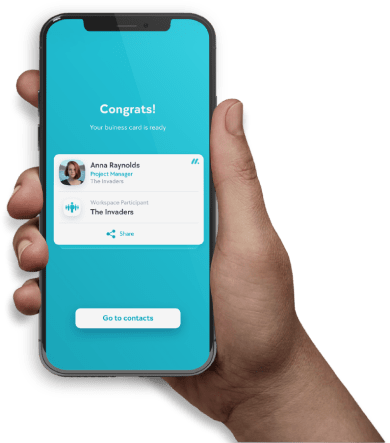 Congrats!
Your buiness card is ready
Anna Raynolds
Project Manager
The Invaders
Workspace Participant
The Invaders
Share
Go to contacts